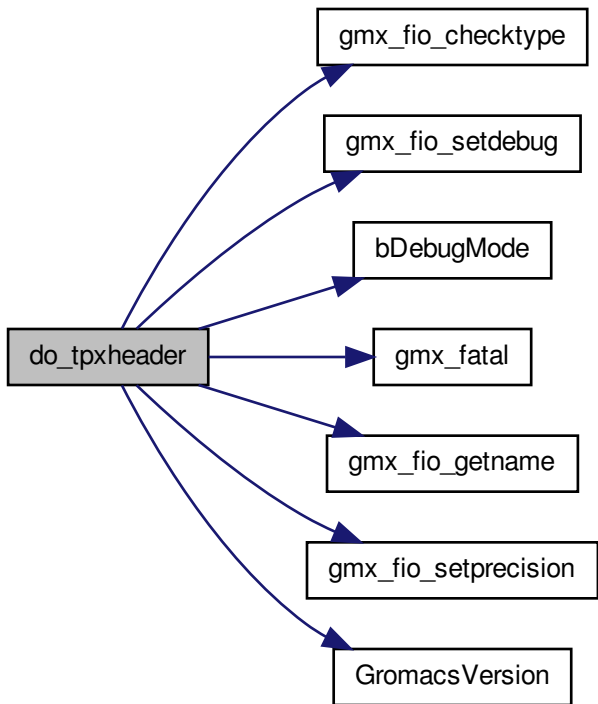 gmx_fio_checktype
gmx_fio_setdebug
bDebugMode
do_tpxheader
gmx_fatal
gmx_fio_getname
gmx_fio_setprecision
GromacsVersion